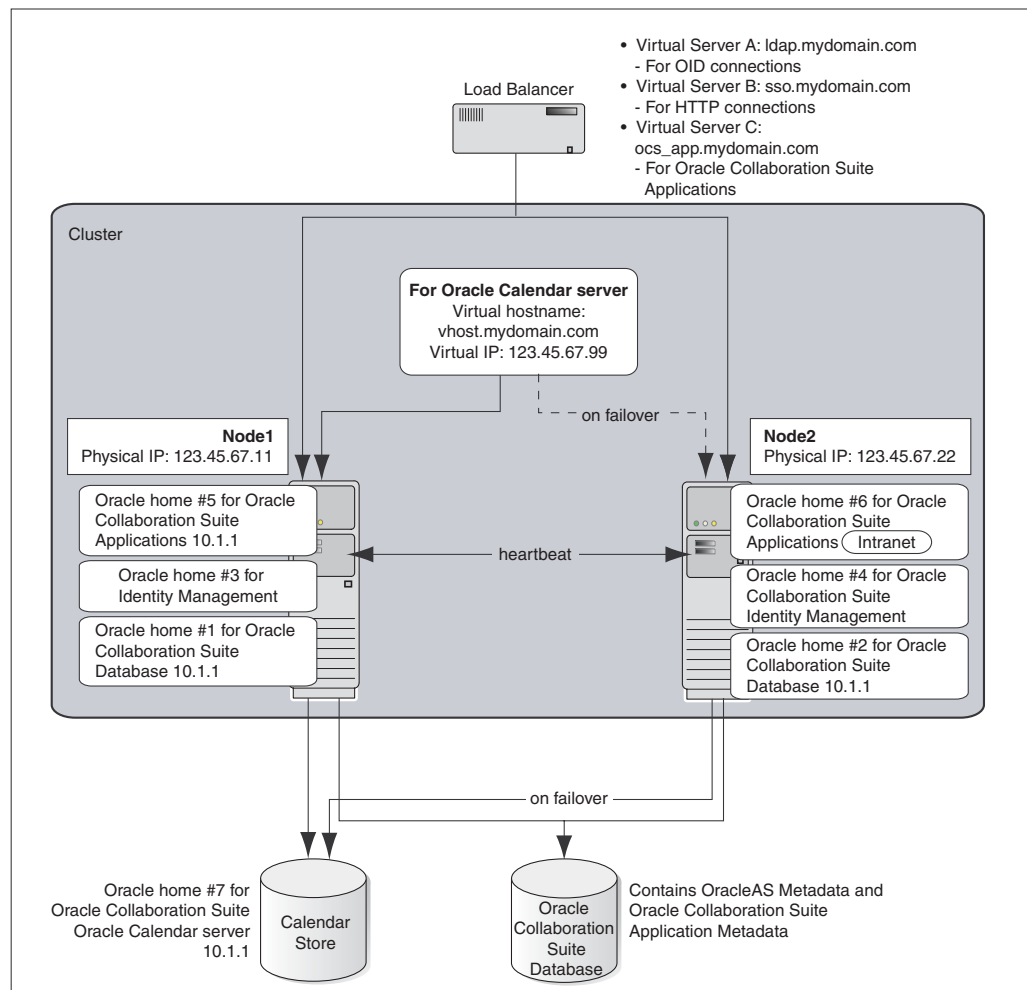 • Virtual Server A: ldap.mydomain.com
- For OID connections
• Virtual Server B: sso.mydomain.com
- For HTTP connections
• Virtual Server C:
ocs_app.mydomain.com
- For Oracle Collaboration Suite
Applications
Load Balancer
Cluster
For Oracle Calendar server
Virtual hostname:
vhost.mydomain.com
Virtual IP: 123.45.67.99
on failover
Node1
Physical IP: 123.45.67.11
Node2
Physical IP: 123.45.67.22
Oracle home #5 for Oracle
Collaboration Suite
Applications 10.1.1
Oracle home #3 for
Identity Management
Oracle home #1 for Oracle
Collaboration Suite
Database 10.1.1
heartbeat
Oracle home #6 for Oracle
Collaboration Suite
Applications Intranet
Oracle home #4 for Oracle
Collaboration Suite
Identity Management
Oracle home #2 for Oracle
Collaboration Suite
Database 10.1.1
on failover
Oracle home #7 for
Oracle Collaboration Suite
Oracle Calendar server
10.1.1
Calendar
Store
Oracle
Collaboration
Suite
Database
Contains OracleAS Metadata and
Oracle Collaboration Suite
Application Metadata